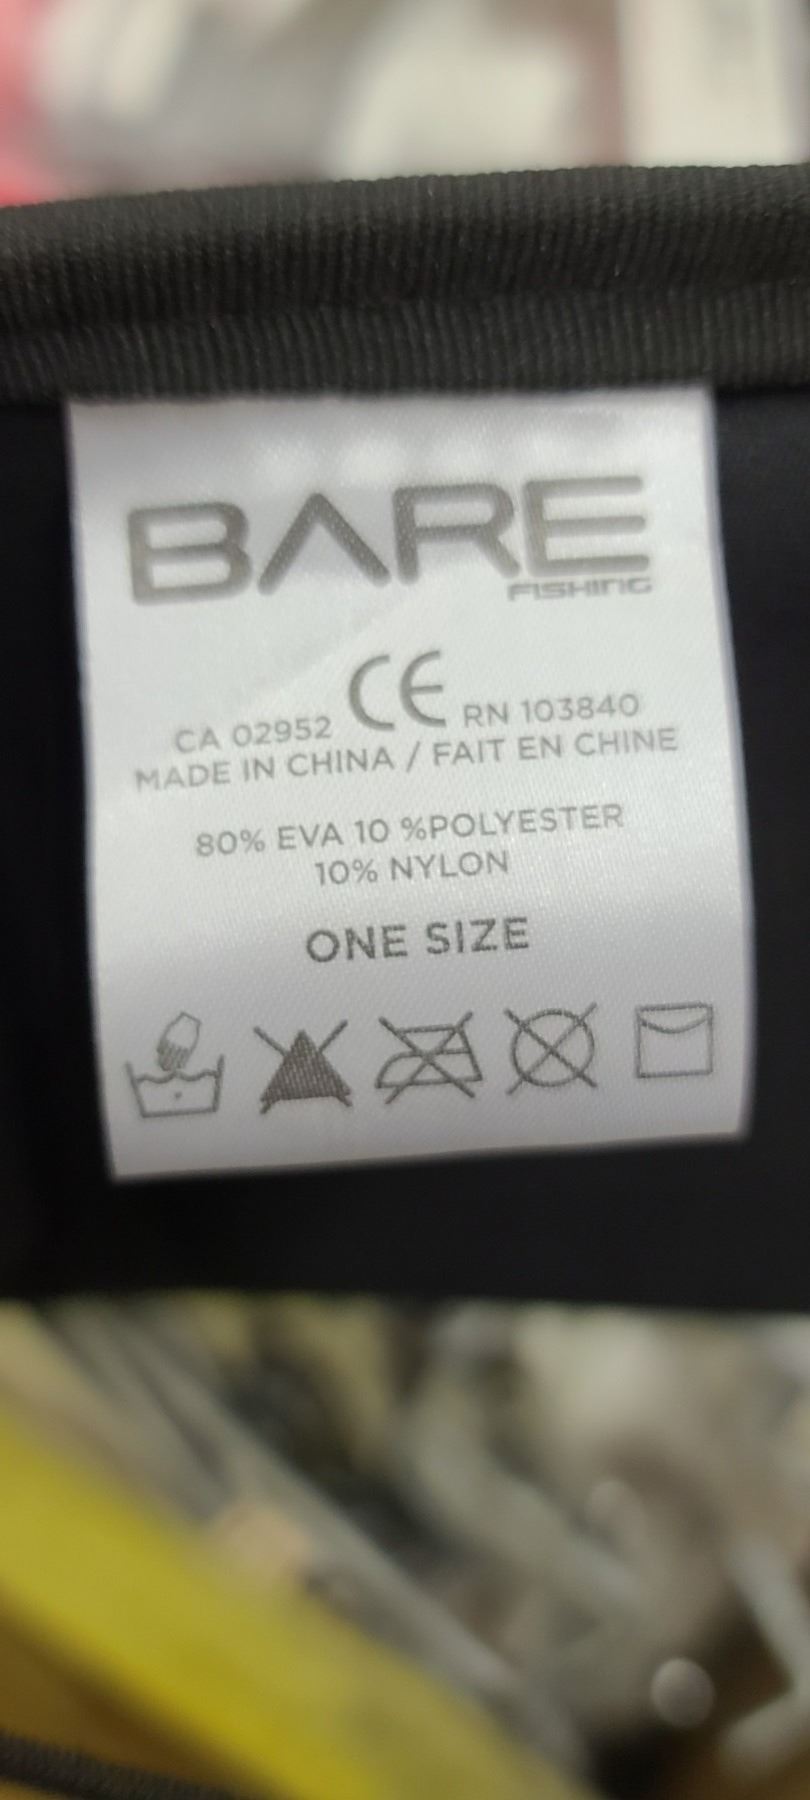 BARE
FISHING
CA 02952 CE RN 103840
MADE IN CHINA / FAIT EN CHINE
80% EVA 10 %POLYESTER
10% NYLON
ONE SIZE